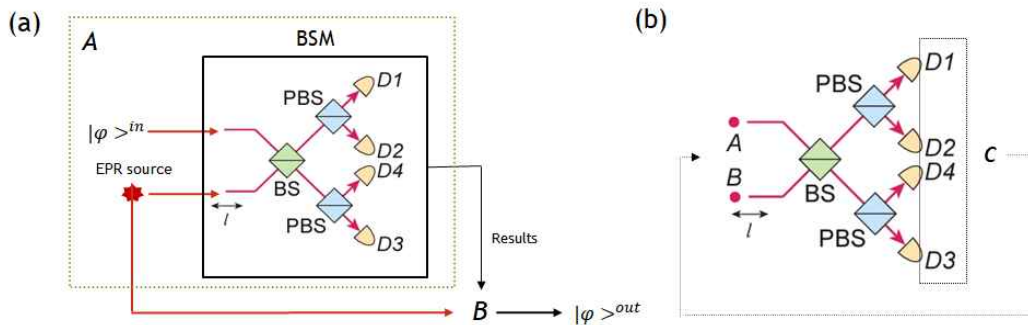 (a)
A
BSM
|φ>^in
EPR source
l
BS
PBS
PBS
D1
D2
D4
D3
Results
B
|φ>^out
(b)
A
B
l
BS
PBS
PBS
D1
D2
D4
D3
C